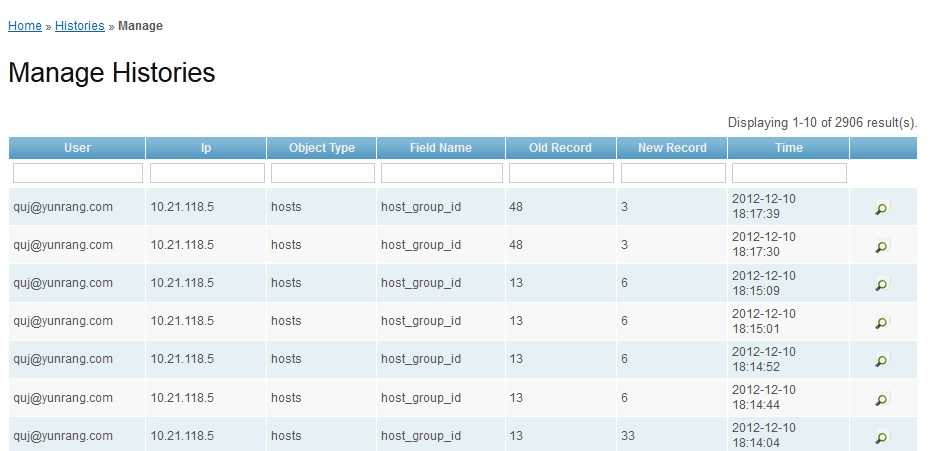 Home » Histories » Manage
Manage Histories
Displaying 1-10 of 2906 result(s).
User Ip Object Type Field Name Old Record New Record Time
quj@yunrang.com 10.21.118.5 hosts host_group_id 48 3 2012-12-10
18:17:39
quj@yunrang.com 10.21.118.5 hosts host_group_id 48 3 2012-12-10
18:17:30
quj@yunrang.com 10.21.118.5 hosts host_group_id 13 6 2012-12-10
18:15:09
quj@yunrang.com 10.21.118.5 hosts host_group_id 13 6 2012-12-10
18:15:01
quj@yunrang.com 10.21.118.5 hosts host_group_id 13 6 2012-12-10
18:14:52
quj@yunrang.com 10.21.118.5 hosts host_group_id 13 6 2012-12-10
18:14:44
quj@yunrang.com 10.21.118.5 hosts host_group_id 13 33 2012-12-10
18:14:04